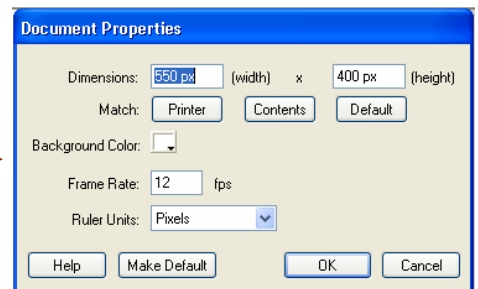 Document Properties
Dimensions: 550 px (width) x 400 px (height)
Match: Printer Contents Default
Background Color:
Frame Rate: 12 fps
Ruler Units: Pixels
Help Make Default OK Cancel